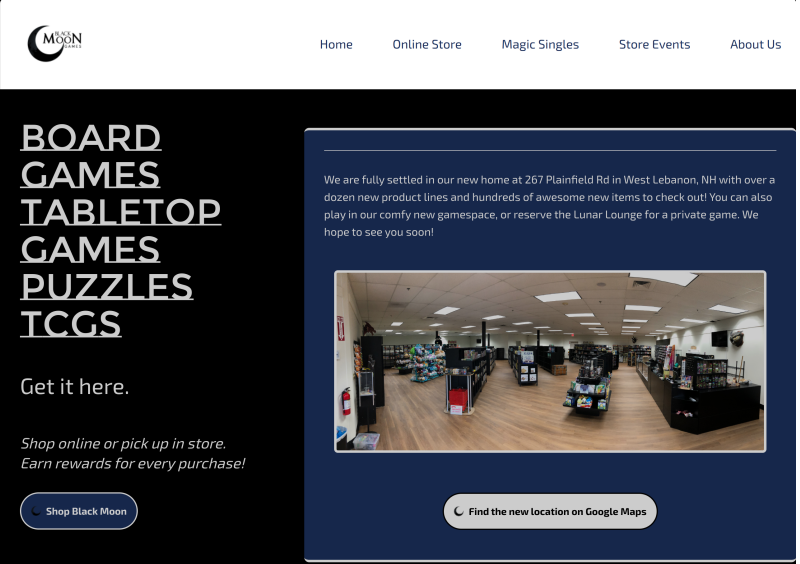 BLACK
MOON
GAMES
Home
Online Store
Magic Singles
Store Events
About Us
BOARD
GAMES
TABLETOP
GAMES
PUZZLES
TCGS
Get it here.
Shop online or pick up in store.
Earn rewards for every purchase!
Shop Black Moon
We are fully settled in our new home at 267 Plainfield Rd in West Lebanon, NH with over a
dozen new product lines and hundreds of awesome new items to check out! You can also
play in our comfy new gamespace, or reserve the Lunar Lounge for a private game. We
hope to see you soon!
Find the new location on Google Maps